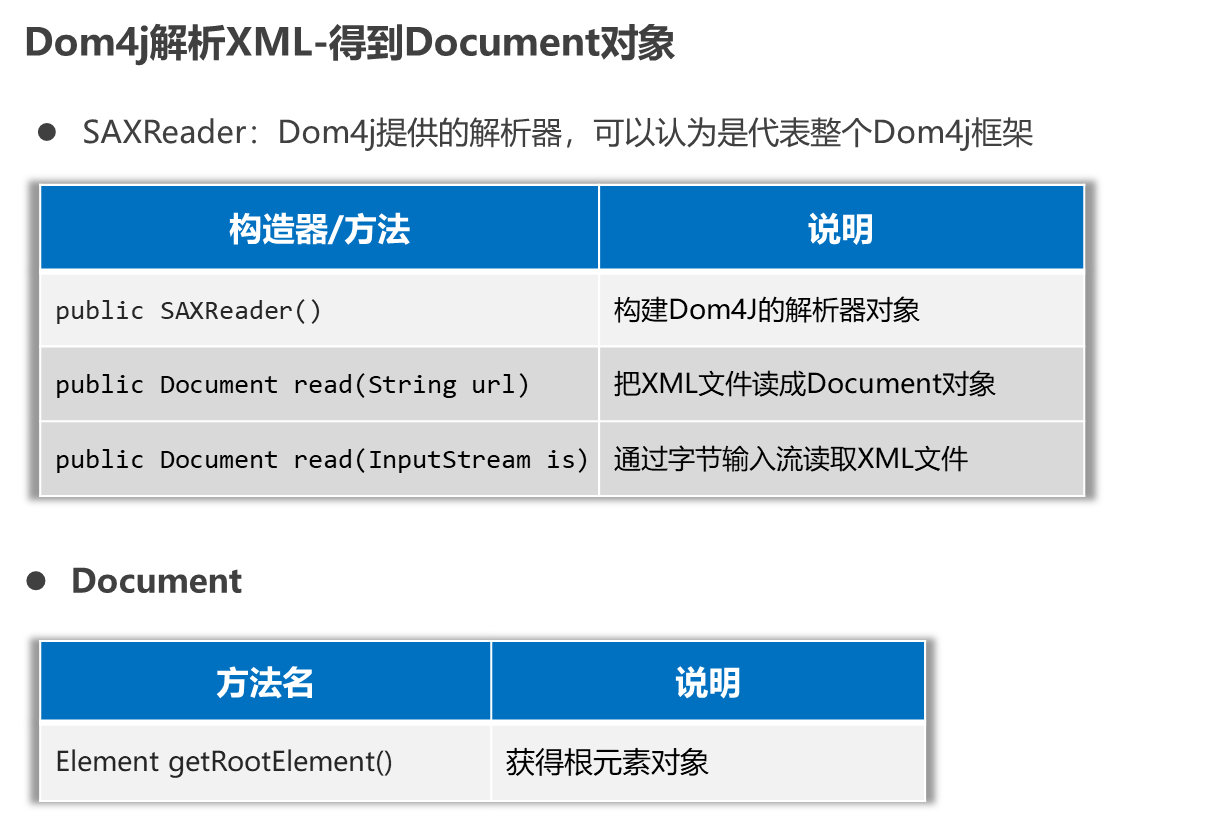 Dom4j解析XML-得到Document对象
● SAXReader：Dom4j提供的解析器，可以认为是代表整个Dom4j框架
构造器/方法 说明
public SAXReader() 构建Dom4J的解析器对象
public Document read(String url) 把XML文件读成Document对象
public Document read(InputStream is) 通过字节输入流读取XML文件
● Document
方法名 说明
Element getRootElement() 获得根元素对象